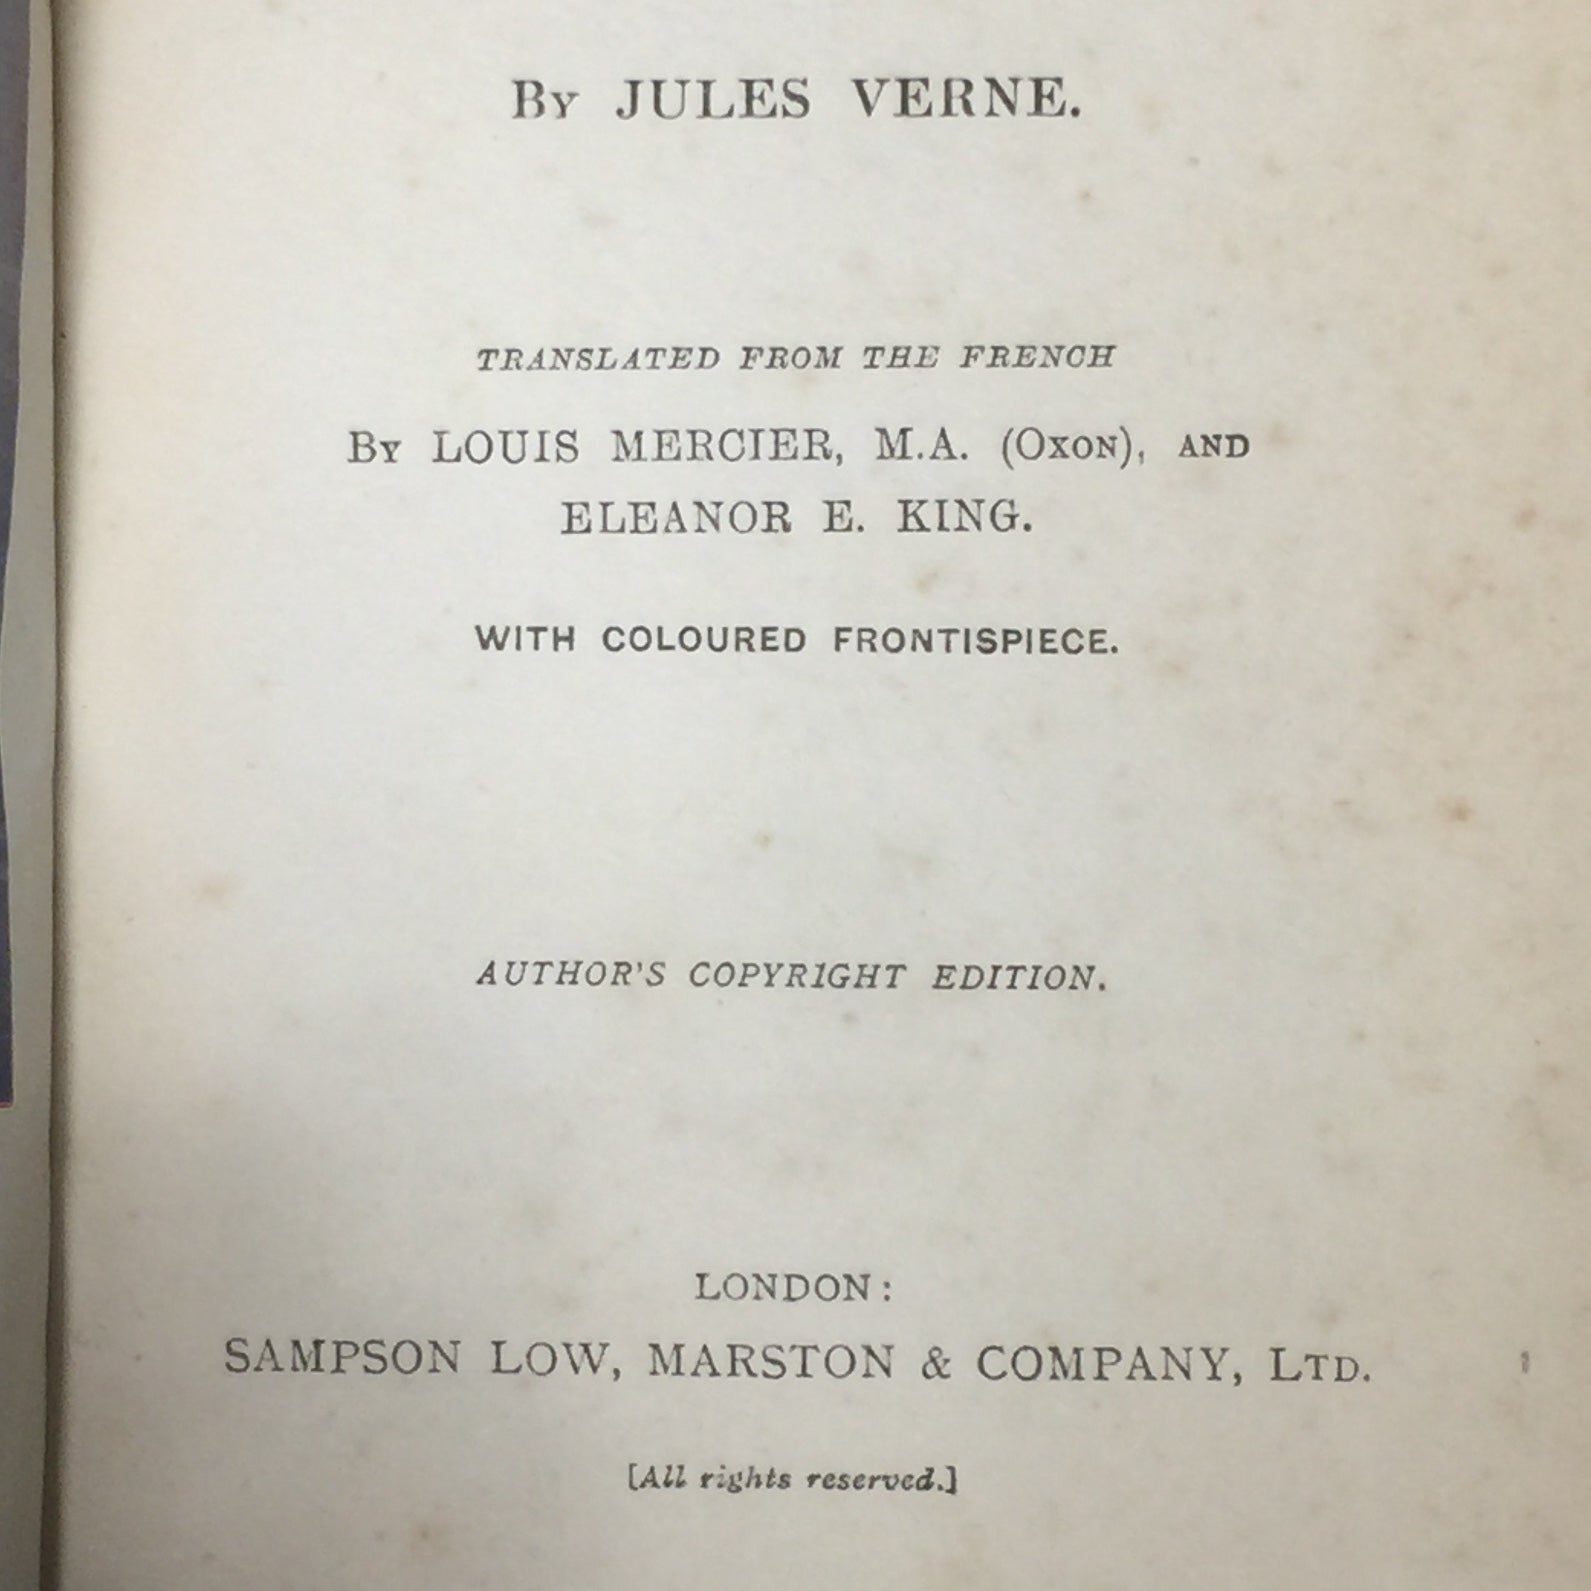 By JULES VERNE.
TRANSLATED FROM THE FRENCH
By LOUIS MERCIER, M.A. (Oxon), AND
ELEANOR E. KING.
WITH COLOURED FRONTISPIECE.
AUTHOR'S COPYRIGHT EDITION.
LONDON:
SAMPSON LOW, MARSTON & COMPANY, LTD.
[All rights reserved.]